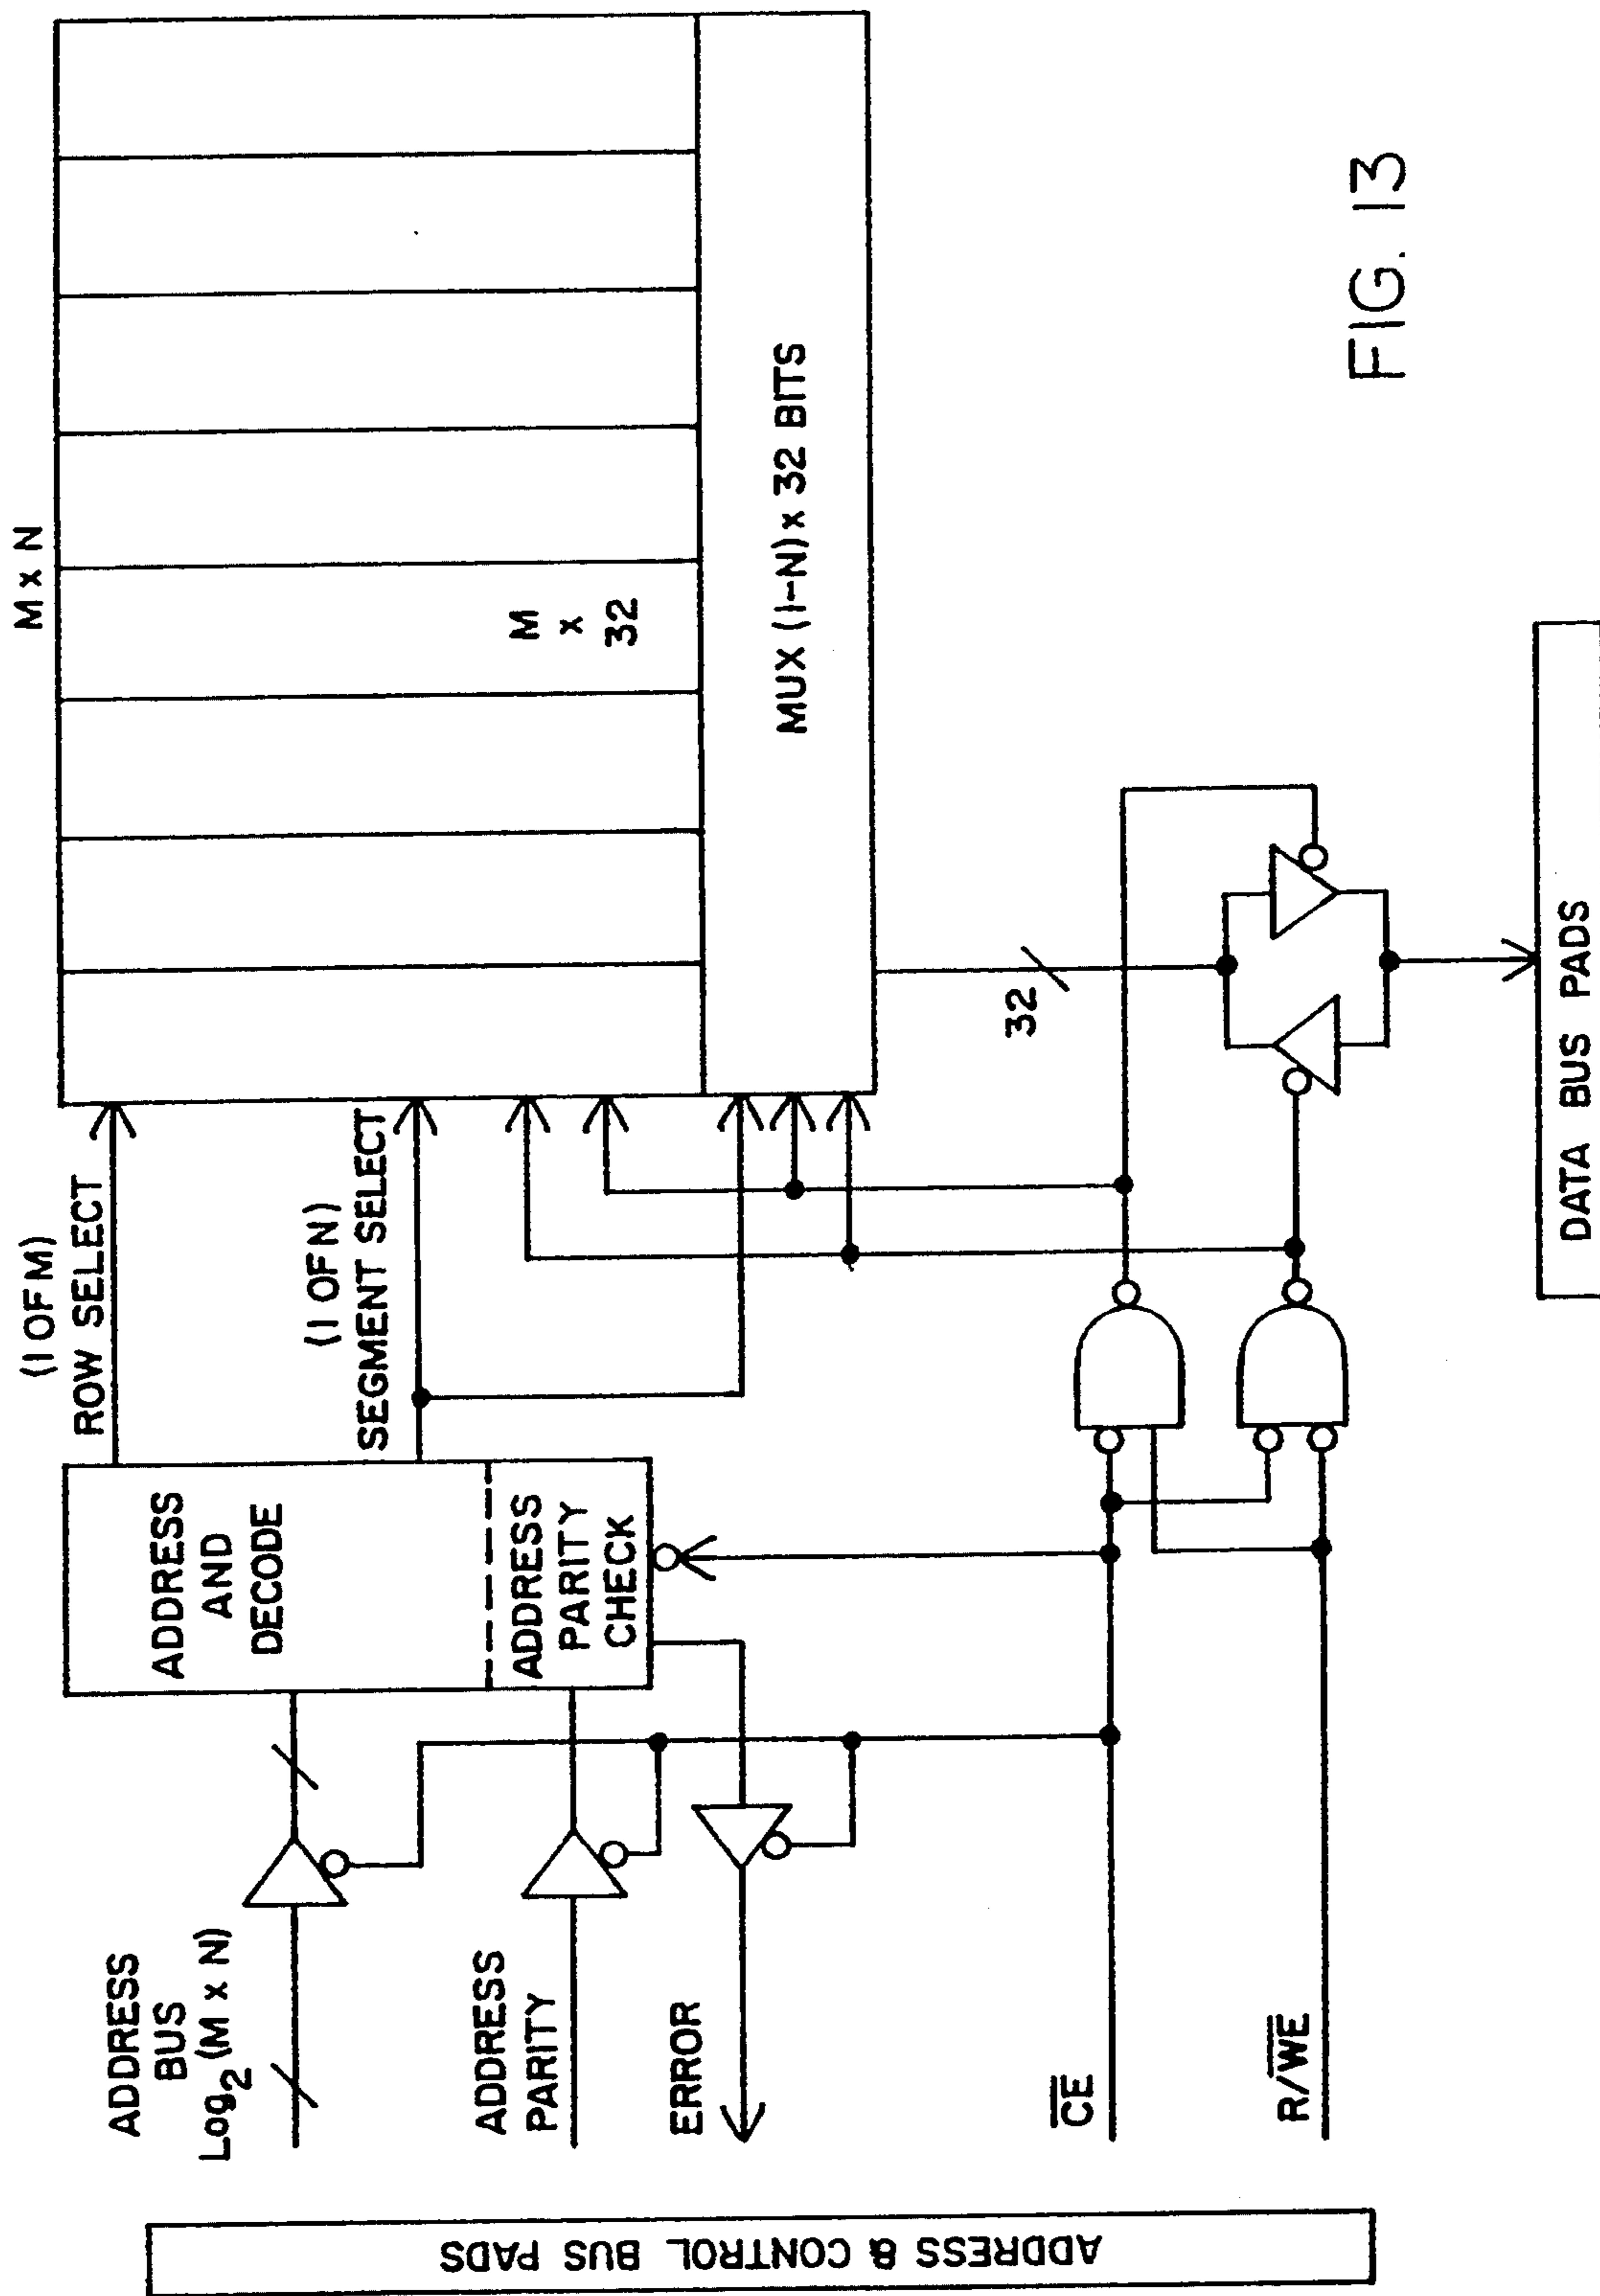 M x N
(1 OF M)
ROW SELECT
(1 OF N)
SEGMENT SELECT
ADDRESS
AND
DECODE
ADDRESS
PARITY
CHECK
M
x
32
MUX (1-N) x 32 BITS
ADDRESS
BUS
Log2 (M x N)
ADDRESS
PARITY
ERROR
CE
R/WE
32
ADDRESS & CONTROL BUS PADS
DATA BUS PADS
FIG. 13